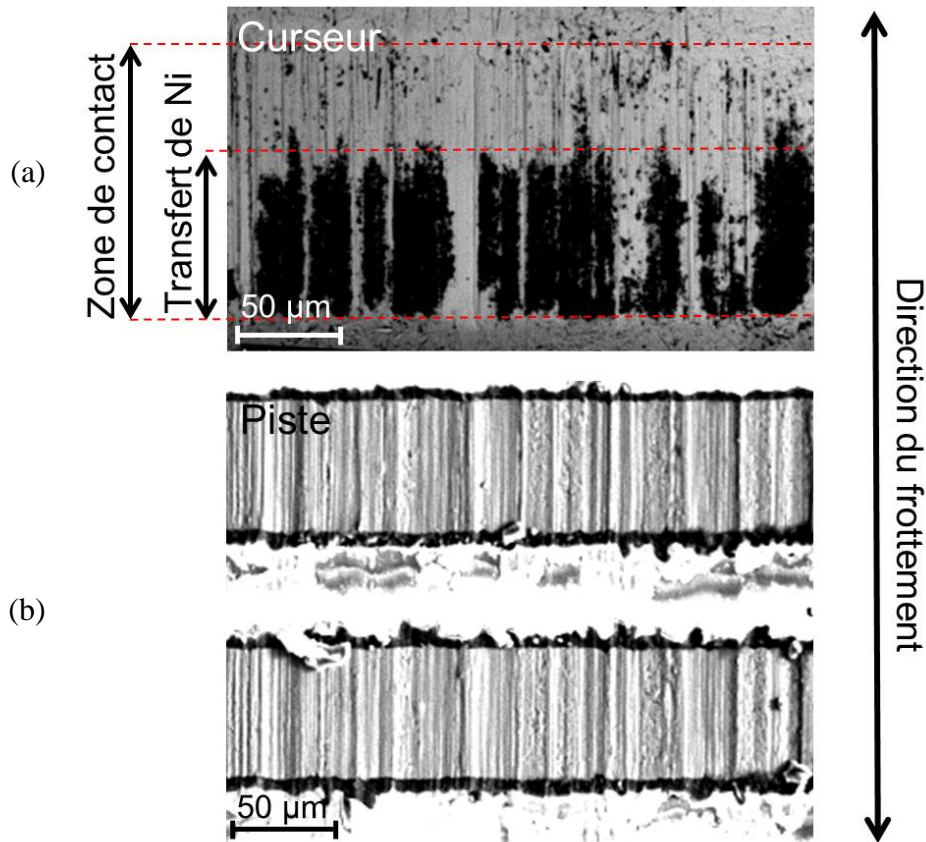 Curseur
Zone de contact
Transfert de Ni
(a)
50 µm
Direction du frottement
Piste
(b)
50 µm